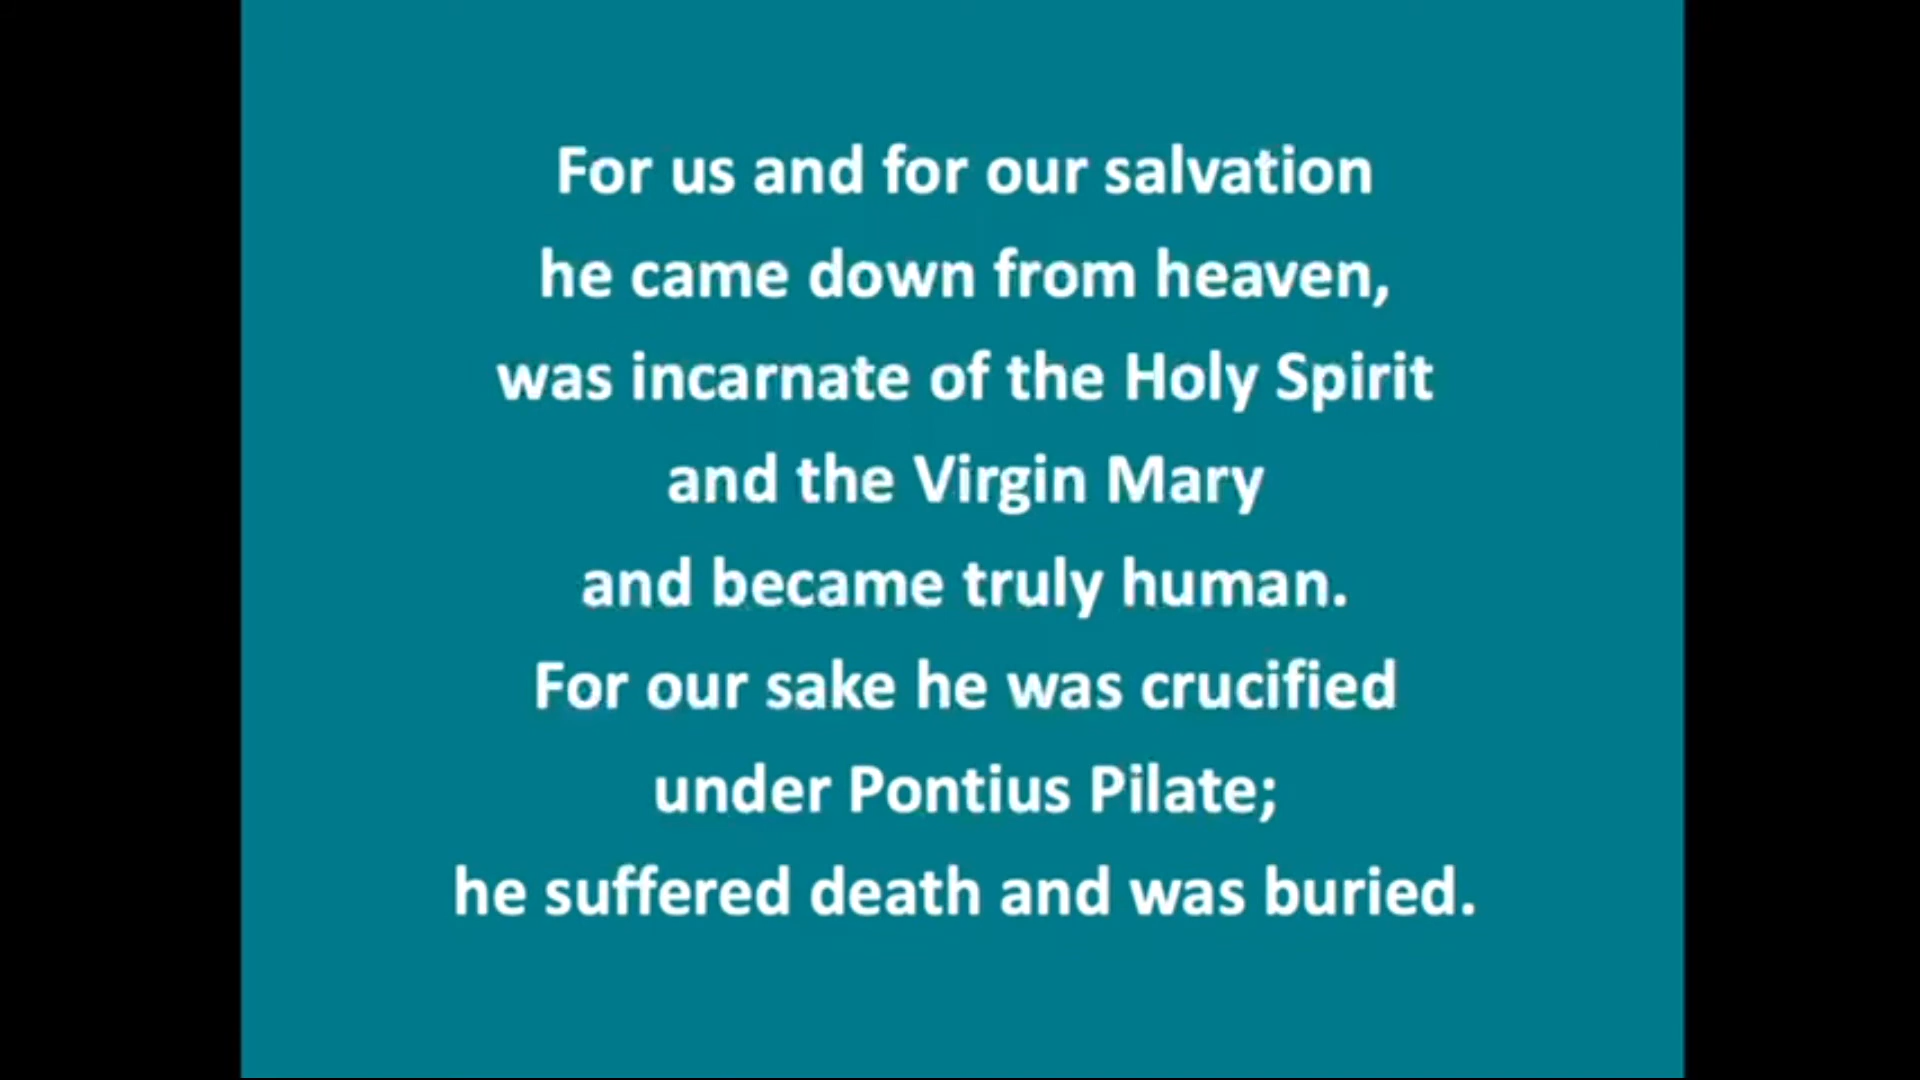 For us and for our salvation
he came down from heaven,
was incarnate of the Holy Spirit
and the Virgin Mary
and became truly human.
For our sake he was crucified
under Pontius Pilate;
he suffered death and was buried.